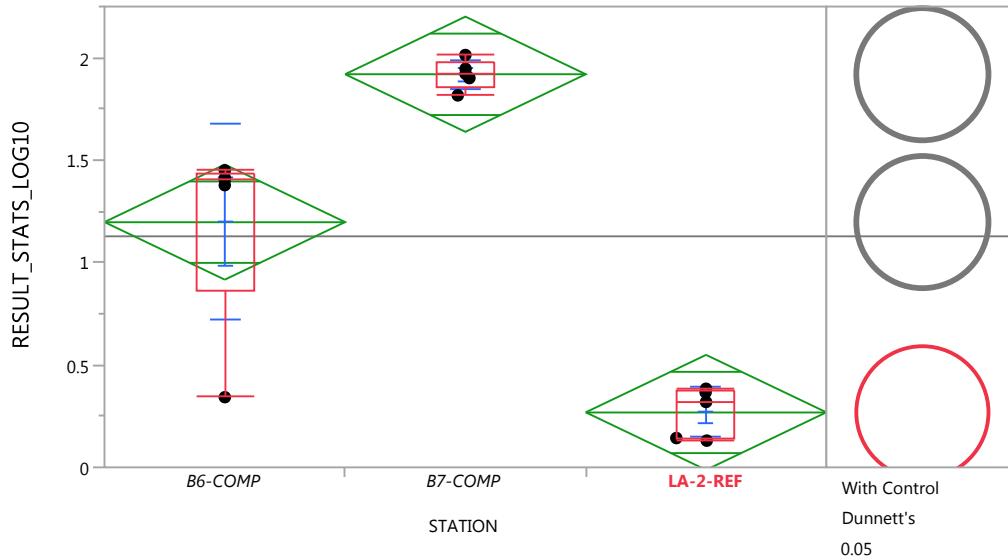 RESULT_STATS_LOG10
2
1.5
1
0.5
0
B6-COMP B7-COMP LA-2-REF
STATION
With Control
Dunnett's
0.05